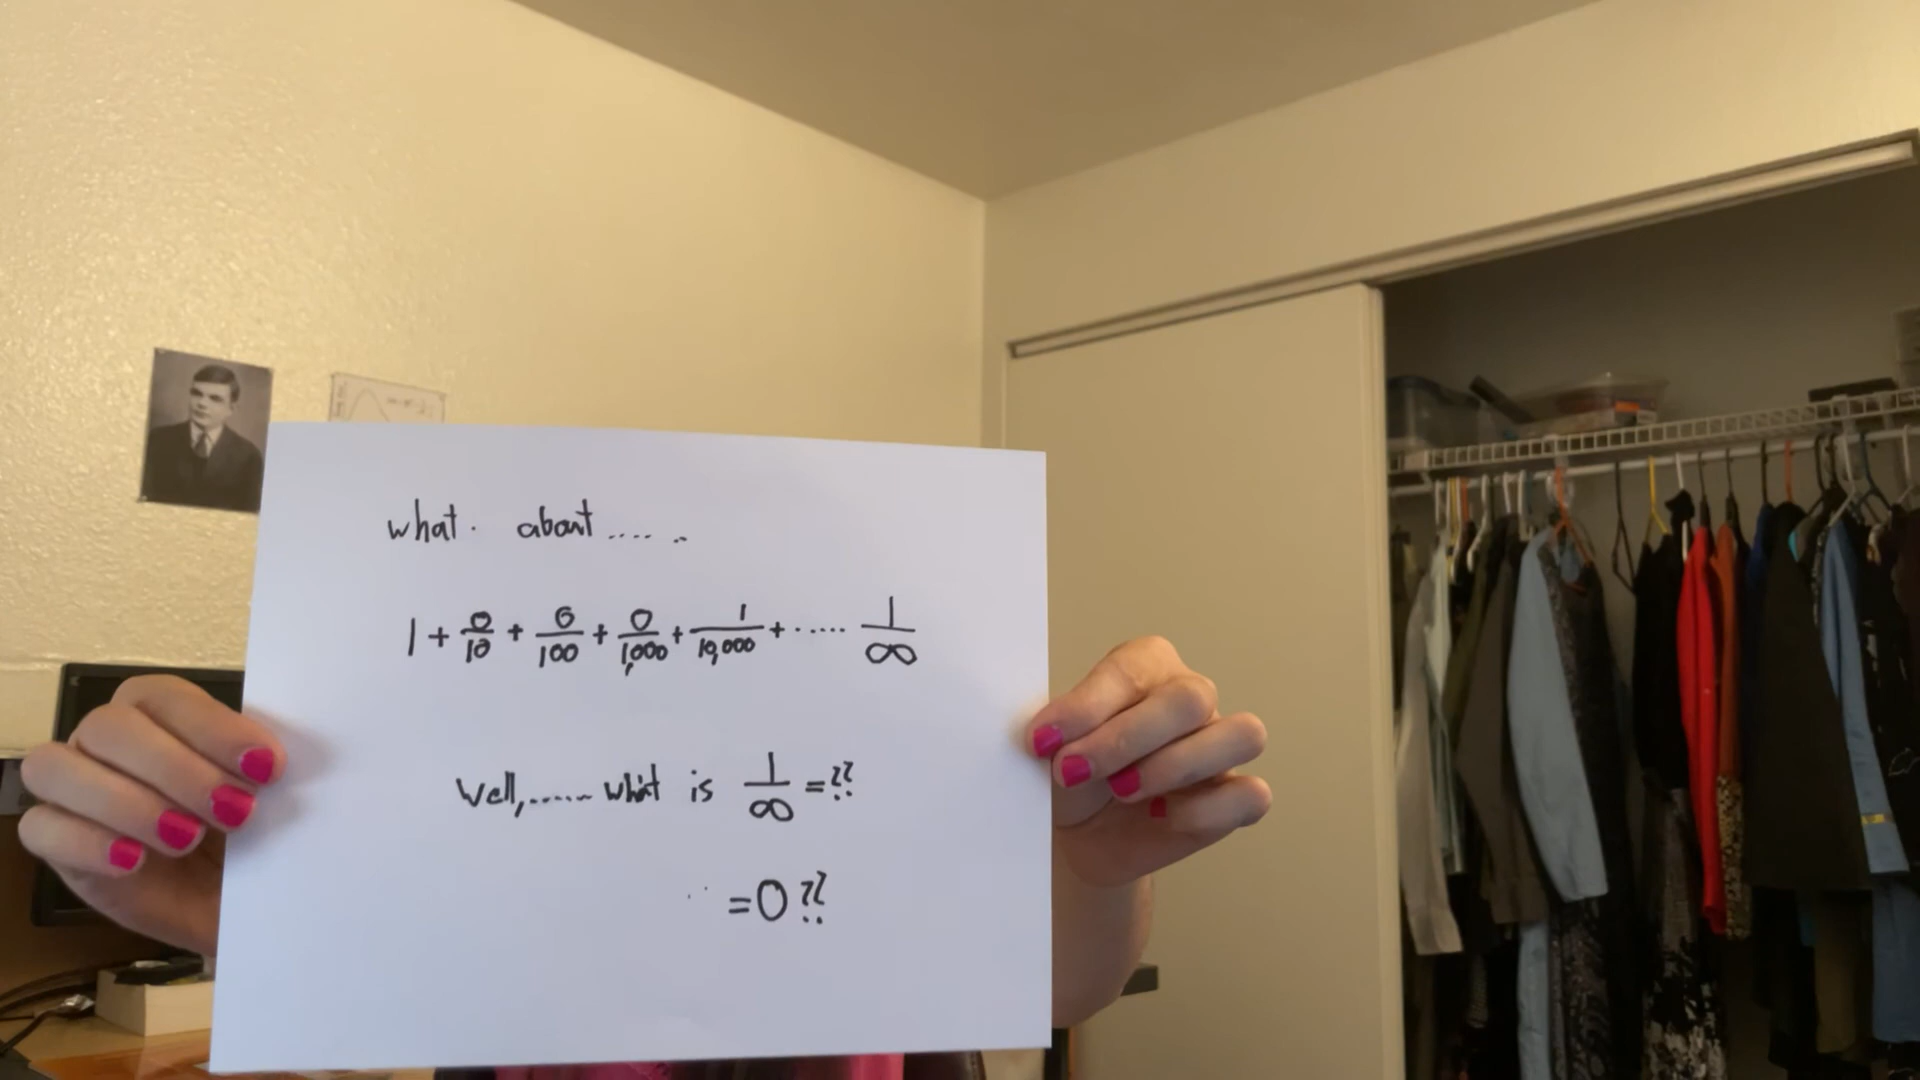 what. about ......
1 + 0/10 + 0/100 + 0/1,000 + 1/10,000 + ..... 1/∞
Well, ...... what is 1/∞ = ??
= 0 ??